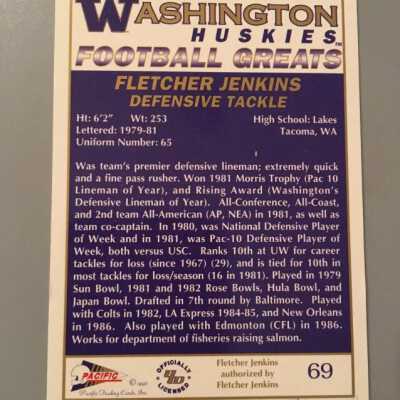 W WASHINGTON
HUSKIES™
FOOTBALL GREATS
FLETCHER JENKINS
DEFENSIVE TACKLE
Ht: 6'2" Wt: 253 High School: Lakes
Lettered: 1979-81 Tacoma, WA
Uniform Number: 65
Was team's premier defensive lineman; extremely quick
and a fine pass rusher. Won 1981 Morris Trophy (Pac 10
Lineman of Year), and Rising Award (Washington's
Defensive Lineman of Year). All-Conference, All-Coast,
and 2nd team All-American (AP, NEA) in 1981, as well as
team co-captain. In 1980, was National Defensive Player
of Week and in 1981, was Pac-10 Defensive Player of
Week, both versus USC. Ranks 10th at UW for career
tackles for loss (since 1967) (29), and is tied for 10th in
most tackles for loss/season (16 in 1981). Played in 1979
Sun Bowl, 1981 and 1982 Rose Bowls, Hula Bowl, and
Japan Bowl. Drafted in 7th round by Baltimore. Played
with Colts in 1982, LA Express 1984-85, and New Orleans
in 1986. Also played with Edmonton (CFL) in 1986.
Works for department of fisheries raising salmon.
PACIFIC
Pacific Trading Cards, Inc.
OFFICIALLY
LICENSED
Fletcher Jenkins
authorized by
Fletcher Jenkins
69